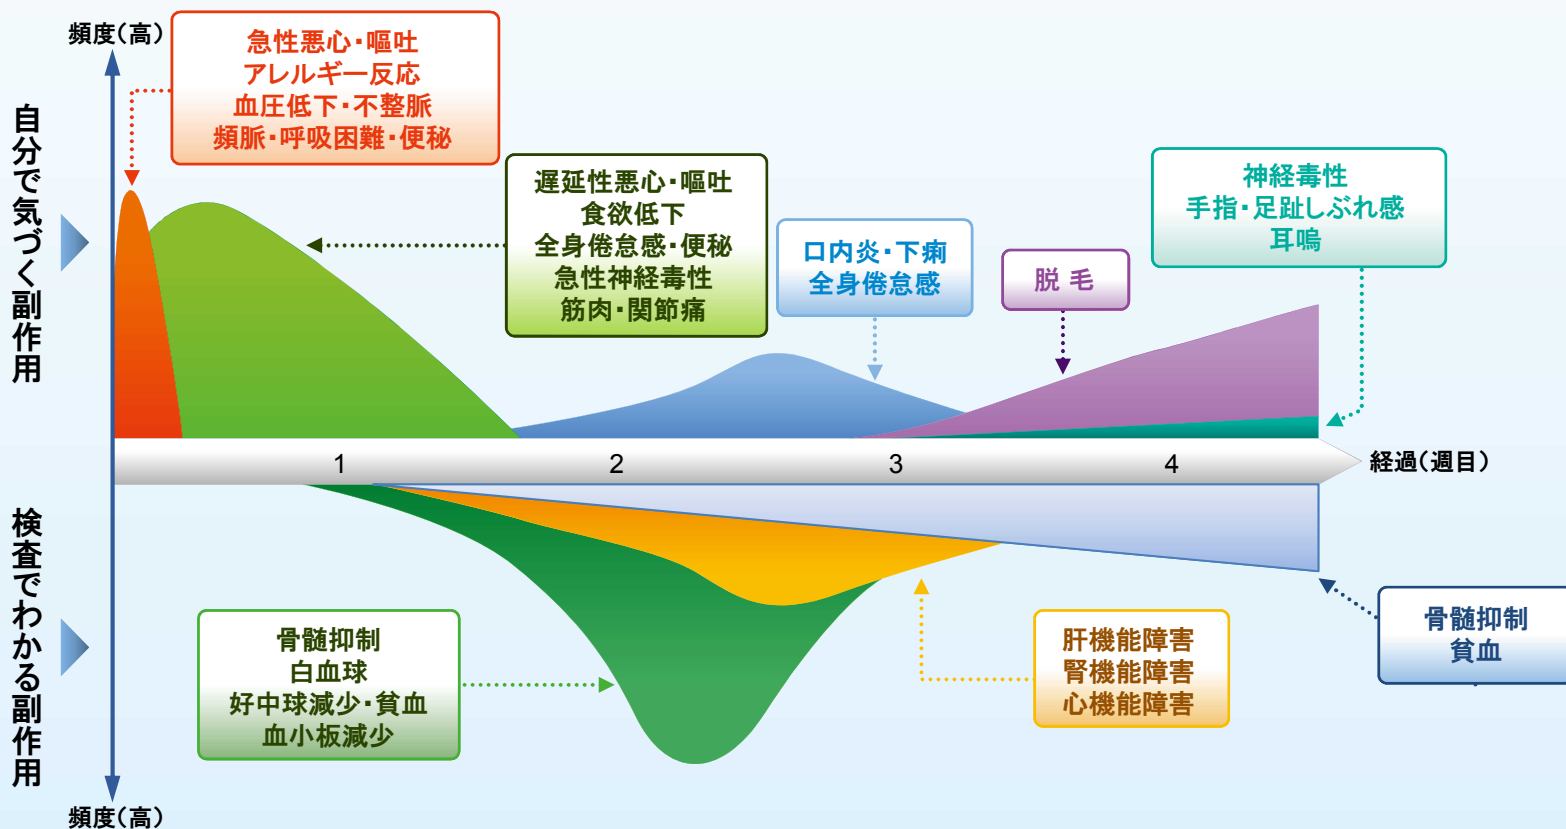 頻度(高)
自分で気づく副作用
急性悪心・嘔吐
アレルギー反応
血圧低下・不整脈
頻脈・呼吸困難・便秘
遅延性悪心・嘔吐
食欲低下
全身倦怠感・便秘
急性神経毒性
筋肉・関節痛
口内炎・下痢
全身倦怠感
脱 毛
神経毒性
手指・足趾しびれ感
耳鳴
1
2
3
4
経過(週目)
検査でわかる副作用
骨髄抑制
白血球
好中球減少・貧血
血小板減少
肝機能障害
腎機能障害
心機能障害
骨髄抑制
貧血
頻度(高)